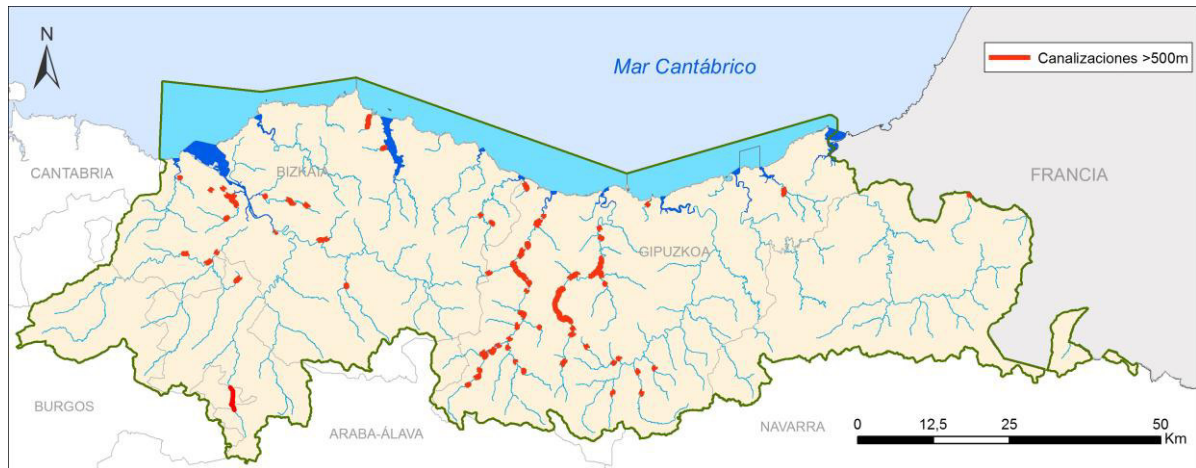 N
Mar Cantábrico
Canalizaciones >500m
CANTABRIA
BIZKAIA
FRANCIA
GIPUZKOA
BURGOS
ARABA-ÁLAVA
NAVARRA
0 12,5 25 50
Km